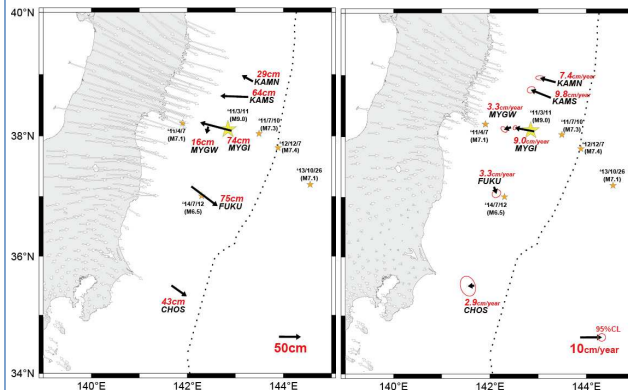 40°N
38°N
36°N
34°N
140°E
142°E
144°E
29cm
KAMN
64cm
KAMS
'11/3/11
(M9.0)
'11/4/7
(M7.1)
16cm
MYGW
74cm
MYGI
'11/7/10
(M7.3)
'12/12/7
(M7.4)
'13/10/26
(M7.1)
75cm
FUKU
'14/7/12
(M6.5)
43cm
CHOS
50cm
40°N
38°N
36°N
34°N
140°E
142°E
144°E
7.4cm/year
KAMN
9.8cm/year
KAMS
3.3cm/year
MYGW
'11/3/11
(M9.0)
'11/4/7
(M7.1)
9.0cm/year
MYGI
'11/7/10
(M7.3)
'12/12/7
(M7.4)
'13/10/26
(M7.1)
3.3cm/year
FUKU
'14/7/12
(M6.5)
2.9cm/year
CHOS
95%CL
10cm/year